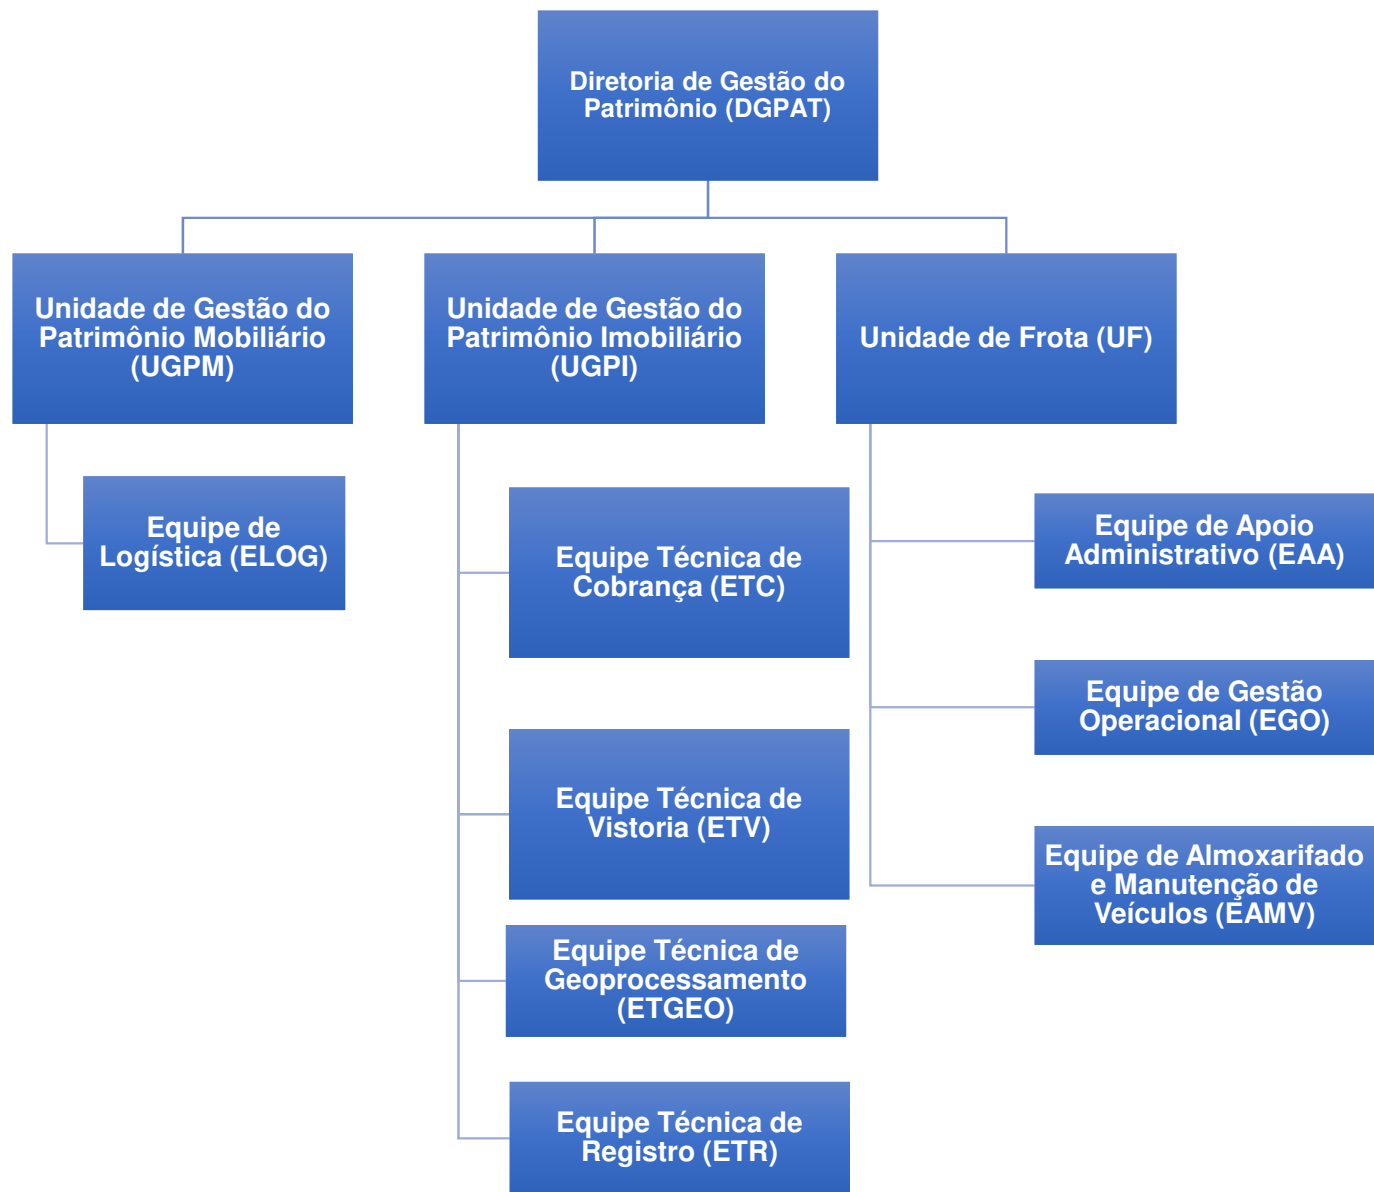 Diretoria de Gestão do
Patrimônio (DGPAT)
Unidade de Gestão do
Patrimônio Mobiliário
(UGPM)
Unidade de Gestão do
Patrimônio Imobiliário
(UGPI)
Unidade de Frota (UF)
Equipe de
Logística (ELOG)
Equipe Técnica de
Cobrança (ETC)
Equipe Técnica de
Vistoria (ETV)
Equipe Técnica de
Geoprocessamento
(ETGEO)
Equipe Técnica de
Registro (ETR)
Equipe de Apoio
Administrativo (EAA)
Equipe de Gestão
Operacional (EGO)
Equipe de Almoxarifado
e Manutenção de
Veículos (EAMV)